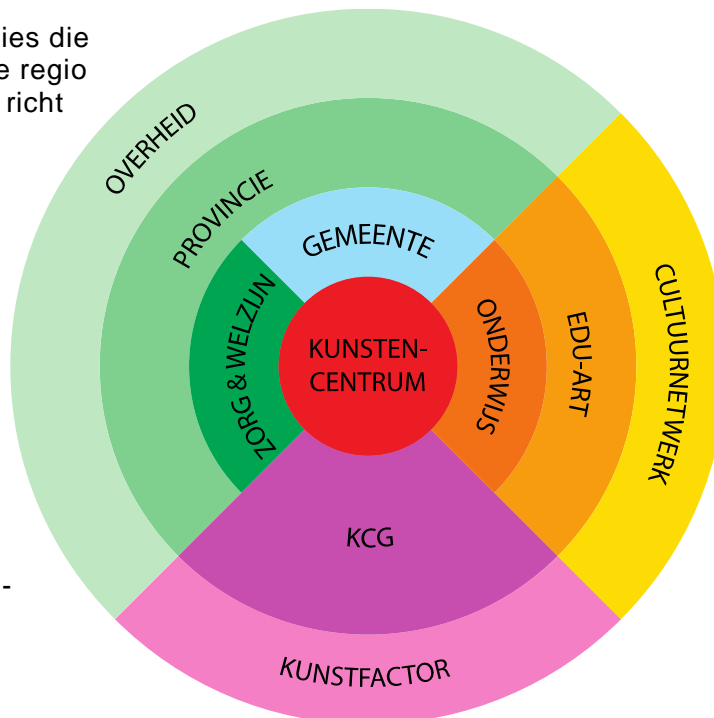 ies die
e regio
richt
OVERHEID
PROVINCIE
GEMEENTE
ZORG & WELZIJN
KUNSTEN-
CENTRUM
ONDERWIJS
EDU-ART
CULTUURNETWERK
KCG
-
KUNSTFACTOR